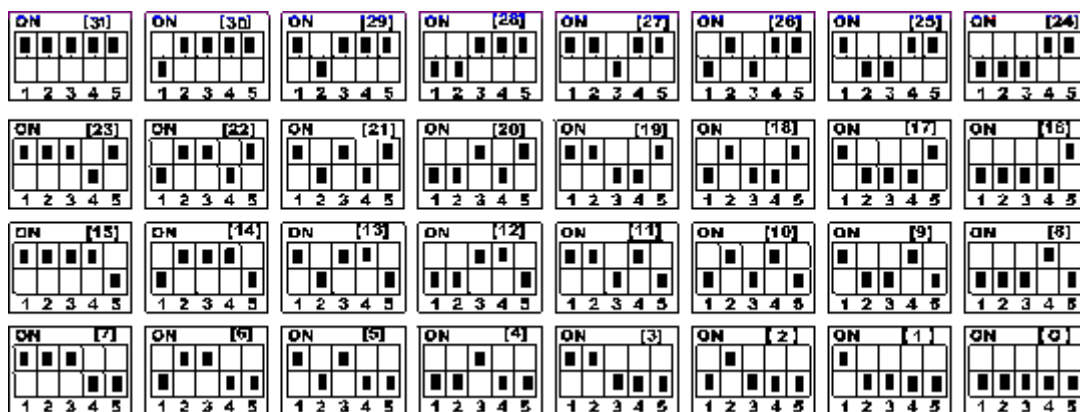 ON [31] ON [30] ON [29] ON [28] ON [27] ON [26] ON [25] ON [24]
1 2 3 4 5 1 2 3 4 5 1 2 3 4 5 1 2 3 4 5 1 2 3 4 5 1 2 3 4 5 1 2 3 4 5 1 2 3 4 5
ON [23] ON [22] ON [21] ON [20] ON [19] ON [18] ON [17] ON [16]
1 2 3 4 5 1 2 3 4 5 1 2 3 4 5 1 2 3 4 5 1 2 3 4 5 1 2 3 4 5 1 2 3 4 5 1 2 3 4 5
ON [15] ON [14] ON [13] ON [12] ON [11] ON [10] ON [9] ON [8]
1 2 3 4 5 1 2 3 4 5 1 2 3 4 5 1 2 3 4 5 1 2 3 4 5 1 2 3 4 5 1 2 3 4 5 1 2 3 4 5
ON [7] ON [6] ON [5] ON [4] ON [3] ON [2] ON [1] ON [0]
1 2 3 4 5 1 2 3 4 5 1 2 3 4 5 1 2 3 4 5 1 2 3 4 5 1 2 3 4 5 1 2 3 4 5 1 2 3 4 5